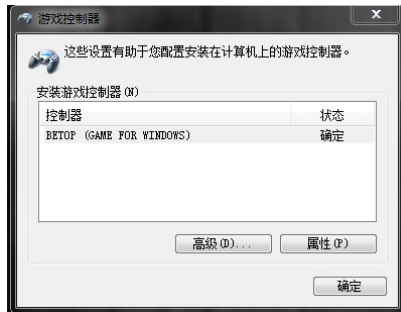 游戏控制器
这些设置有助于您配置安装在计算机上的游戏控制器。
安装游戏控制器(N)
控制器 状态
BETOP (GAME FOR WINDOWS) 确定
高级(D)... 属性(P)
确定